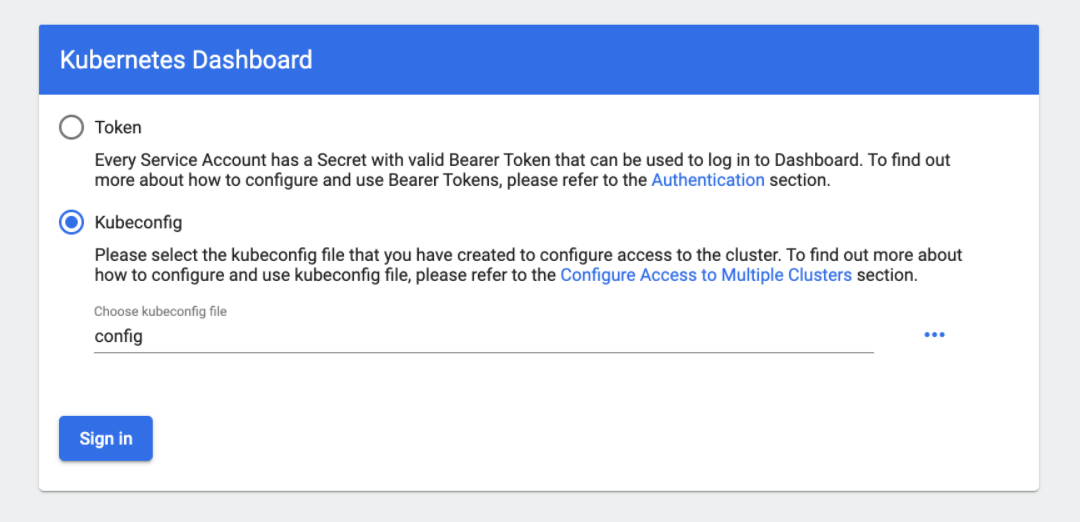 Kubernetes Dashboard
Token
Every Service Account has a Secret with valid Bearer Token that can be used to log in to Dashboard. To find out
more about how to configure and use Bearer Tokens, please refer to the Authentication section.
Kubeconfig
Please select the kubeconfig file that you have created to configure access to the cluster. To find out more about
how to configure and use kubeconfig file, please refer to the Configure Access to Multiple Clusters section.
Choose kubeconfig file
config
Sign in